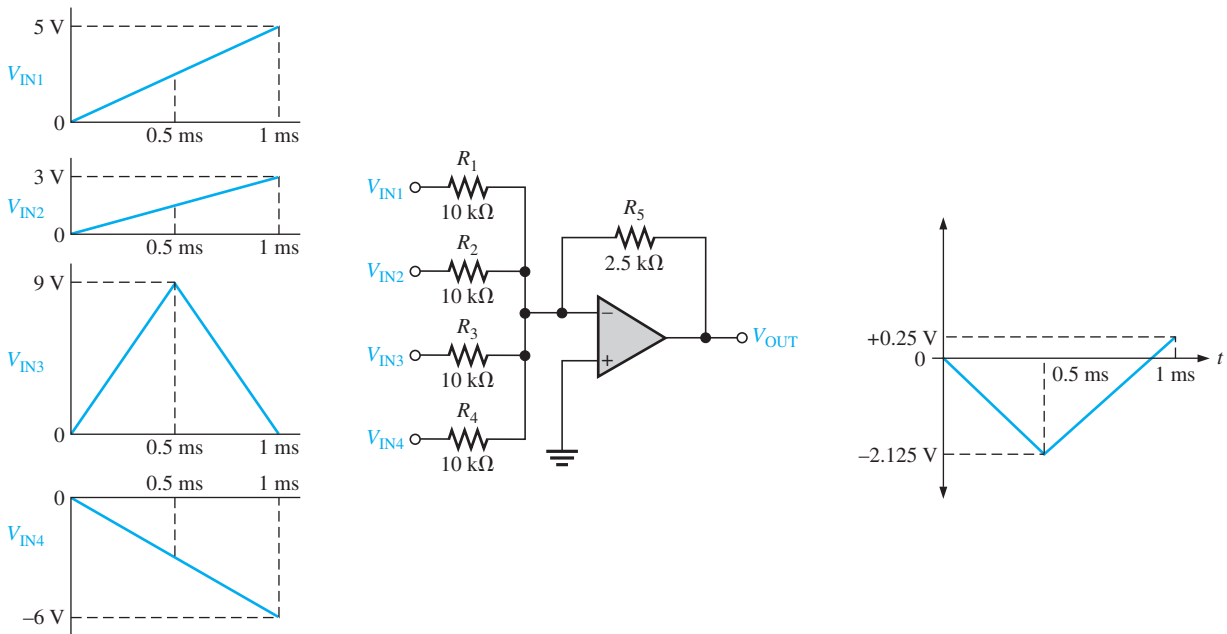 5 V
V_IN1
0
0.5 ms 1 ms
3 V
V_IN2
0
0.5 ms 1 ms
9 V
V_IN3
0
0.5 ms 1 ms
0.5 ms 1 ms
0
V_IN4
–6 V
R1
V_IN1
10 kΩ
R2
V_IN2
10 kΩ
R3
V_IN3
10 kΩ
R4
V_IN4
10 kΩ
R5
2.5 kΩ
–
+
V_OUT
+0.25 V
0
t
0.5 ms 1 ms
–2.125 V